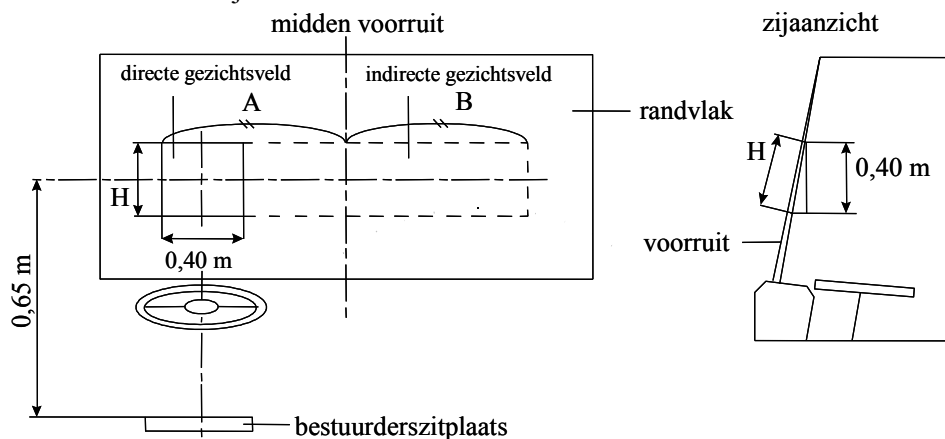 midden voorruit
zijaanzicht
directe gezichtsveld
indirecte gezichtsveld
A
B
randvlak
H
H
0,40 m
0,40 m
voorruit
0,65 m
bestuurderszitplaats